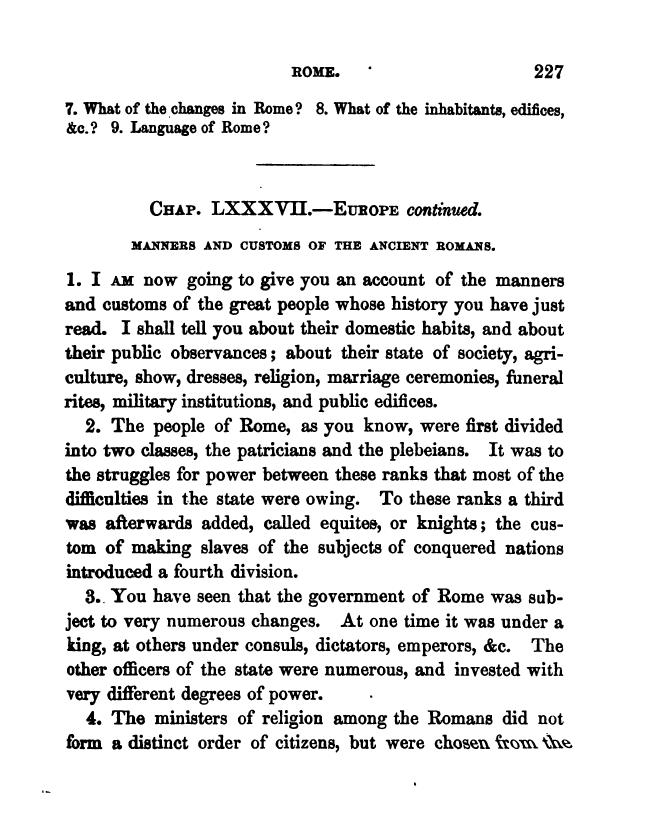 ROME. 227
7. What of the changes in Rome? 8. What of the inhabitants, edifices,
&c.? 9. Language of Rome?
CHAP. LXXXVII.—EUROPE continued.
MANNERS AND CUSTOMS OF THE ANCIENT ROMANS.
1. I AM now going to give you an account of the manners
and customs of the great people whose history you have just
read. I shall tell you about their domestic habits, and about
their public observances; about their state of society, agri-
culture, show, dresses, religion, marriage ceremonies, funeral
rites, military institutions, and public edifices.
2. The people of Rome, as you know, were first divided
into two classes, the patricians and the plebeians. It was to
the struggles for power between these ranks that most of the
difficulties in the state were owing. To these ranks a third
was afterwards added, called equites, or knights; the cus-
tom of making slaves of the subjects of conquered nations
introduced a fourth division.
3. You have seen that the government of Rome was sub-
ject to very numerous changes. At one time it was under a
king, at others under consuls, dictators, emperors, &c. The
other officers of the state were numerous, and invested with
very different degrees of power.
4. The ministers of religion among the Romans did not
form a distinct order of citizens, but were chosen from the